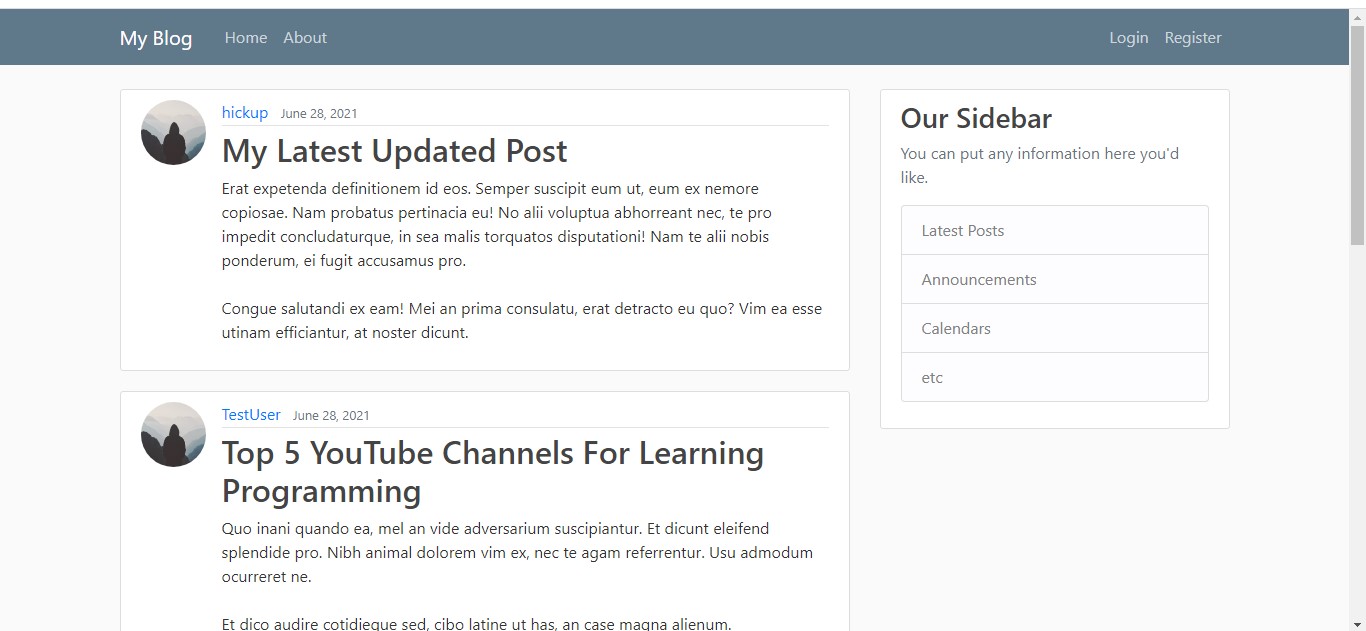 My Blog Home About Login Register
hickup June 28, 2021
My Latest Updated Post
Erat expetenda definitionem id eos. Semper suscipit eum ut, eum ex nemore
copiosae. Nam probatus pertinacia eu! No alii voluptua abhorreant nec, te pro
impedit concludaturque, in sea malis torquatos disputationi! Nam te alii nobis
ponderum, ei fugit accusamus pro.
Congue salutandi ex eam! Mei an prima consulatu, erat detracto eu quo? Vim ea esse
utinam efficiantur, at noster dicunt.
TestUser June 28, 2021
Top 5 YouTube Channels For Learning
Programming
Quo inani quando ea, mel an vide adversarium suscipiantur. Et dicunt eleifend
splendide pro. Nibh animal dolorem vim ex, nec te agam referrentur. Usu admodum
ocurreret ne.
Et dico audire cotidieque sed, cibo latine ut has, an case magna alienum.
Our Sidebar
You can put any information here you'd
like.
Latest Posts
Announcements
Calendars
etc